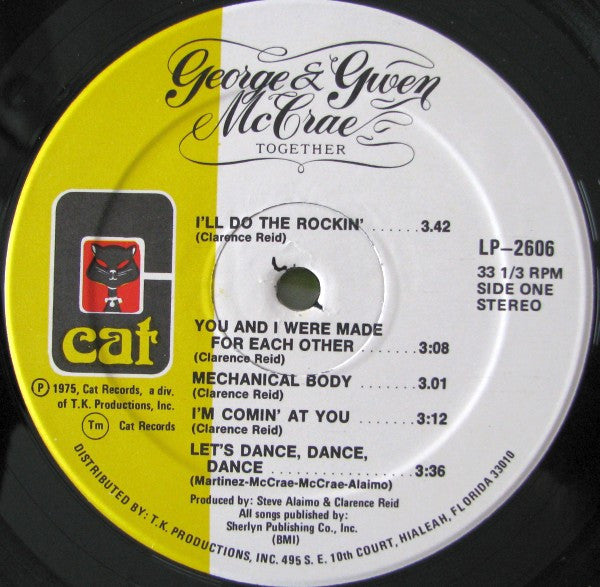 George & Gwen
McCrae
TOGETHER
I'LL DO THE ROCKIN' ...... 3.42
(Clarence Reid)
LP-2606
33 1/3 RPM
SIDE ONE
STEREO
cat
YOU AND I WERE MADE
FOR EACH OTHER ......... 3:08
(Clarence Reid)
MECHANICAL BODY ........ 3.01
(Clarence Reid)
I'M COMIN' AT YOU ........ 3:12
(Clarence Reid)
LET'S DANCE, DANCE,
DANCE ..................... 3:36
(Martinez-McCrae-McCrae-Alaimo)
Ⓟ 1975, Cat Records, a div.
of T.K. Productions, Inc.
Tm Cat Records
Produced by: Steve Alaimo & Clarence Reid
All songs published by:
Sherlyn Publishing Co., Inc.
(BMI)
DISTRIBUTED BY: T.K. PRODUCTIONS, INC. 495 S. E. 10th COURT, HIALEAH, FLORIDA 33010